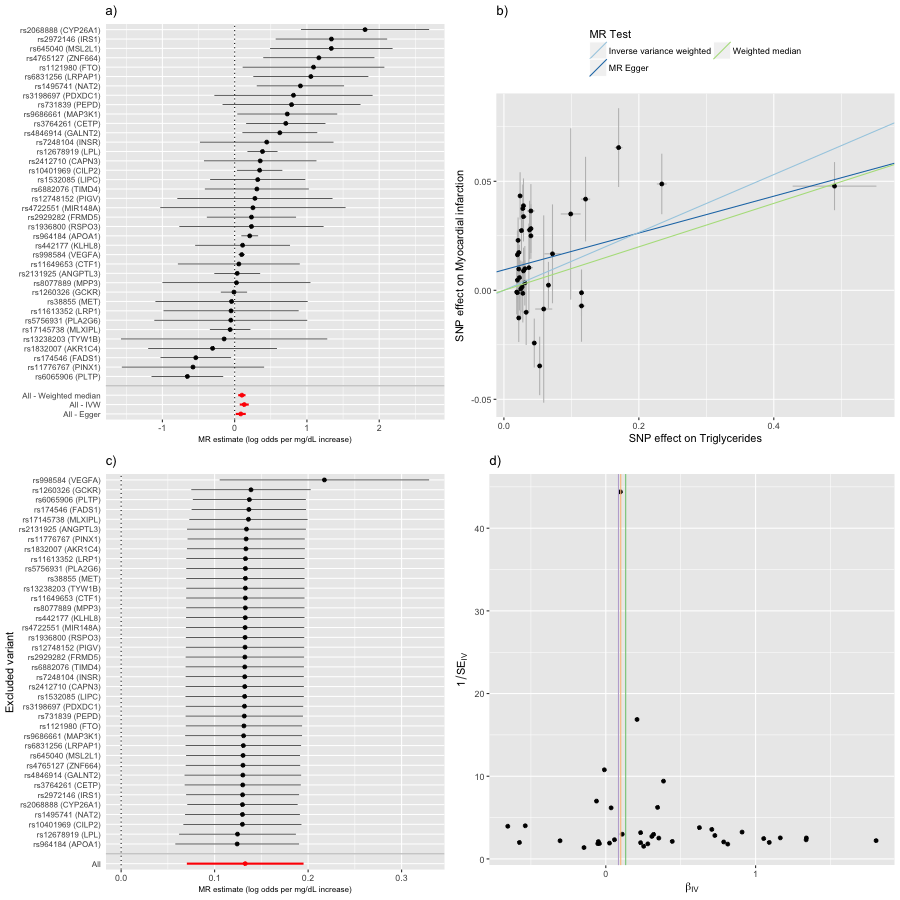 a)
rs2068888 (CYP26A1)
rs2972146 (IRS1)
rs645040 (MSL2L1)
rs4765127 (ZNF664)
rs1121980 (FTO)
rs6831256 (LRPAP1)
rs1495741 (NAT2)
rs3198697 (PDXDC1)
rs731839 (PEPD)
rs9686661 (MAP3K1)
rs3764261 (CETP)
rs4846914 (GALNT2)
rs7248104 (INSR)
rs12678919 (LPL)
rs2412710 (CAPN3)
rs10401969 (CILP2)
rs1532085 (LIPC)
rs6882076 (TIMD4)
rs12748152 (PIGV)
rs4722551 (MIR148A)
rs2929282 (FRMD5)
rs1936800 (RSPO3)
rs964184 (APOA1)
rs442177 (KLHL8)
rs998584 (VEGFA)
rs11649653 (CTF1)
rs2131925 (ANGPTL3)
rs8077889 (MPP3)
rs1260326 (GCKR)
rs38855 (MET)
rs11613352 (LRP1)
rs5756931 (PLA2G6)
rs17145738 (MLXIPL)
rs13238203 (TYW1B)
rs1832007 (AKR1C4)
rs174546 (FADS1)
rs11776767 (PINX1)
rs6065906 (PLTP)
All - Weighted median
All - IVW
All - Egger
-1 0 1 2
MR estimate (log odds per mg/dL increase)
b)
MR Test
Inverse variance weighted Weighted median
MR Egger
SNP effect on Myocardial infarction
0.05
0.00
-0.05
0.0 0.2 0.4
SNP effect on Triglycerides
c)
Excluded variant
rs998584 (VEGFA)
rs1260326 (GCKR)
rs6065906 (PLTP)
rs174546 (FADS1)
rs17145738 (MLXIPL)
rs2131925 (ANGPTL3)
rs11776767 (PINX1)
rs1832007 (AKR1C4)
rs11613352 (LRP1)
rs5756931 (PLA2G6)
rs38855 (MET)
rs13238203 (TYW1B)
rs11649653 (CTF1)
rs8077889 (MPP3)
rs442177 (KLHL8)
rs4722551 (MIR148A)
rs1936800 (RSPO3)
rs12748152 (PIGV)
rs2929282 (FRMD5)
rs6882076 (TIMD4)
rs7248104 (INSR)
rs2412710 (CAPN3)
rs1532085 (LIPC)
rs3198697 (PDXDC1)
rs731839 (PEPD)
rs1121980 (FTO)
rs9686661 (MAP3K1)
rs6831256 (LRPAP1)
rs645040 (MSL2L1)
rs4765127 (ZNF664)
rs4846914 (GALNT2)
rs3764261 (CETP)
rs2972146 (IRS1)
rs2068888 (CYP26A1)
rs1495741 (NAT2)
rs10401969 (CILP2)
rs12678919 (LPL)
rs964184 (APOA1)
All
0.0 0.1 0.2 0.3
MR estimate (log odds per mg/dL increase)
d)
1/SE_IV
40
30
20
10
0
0 1
β_IV